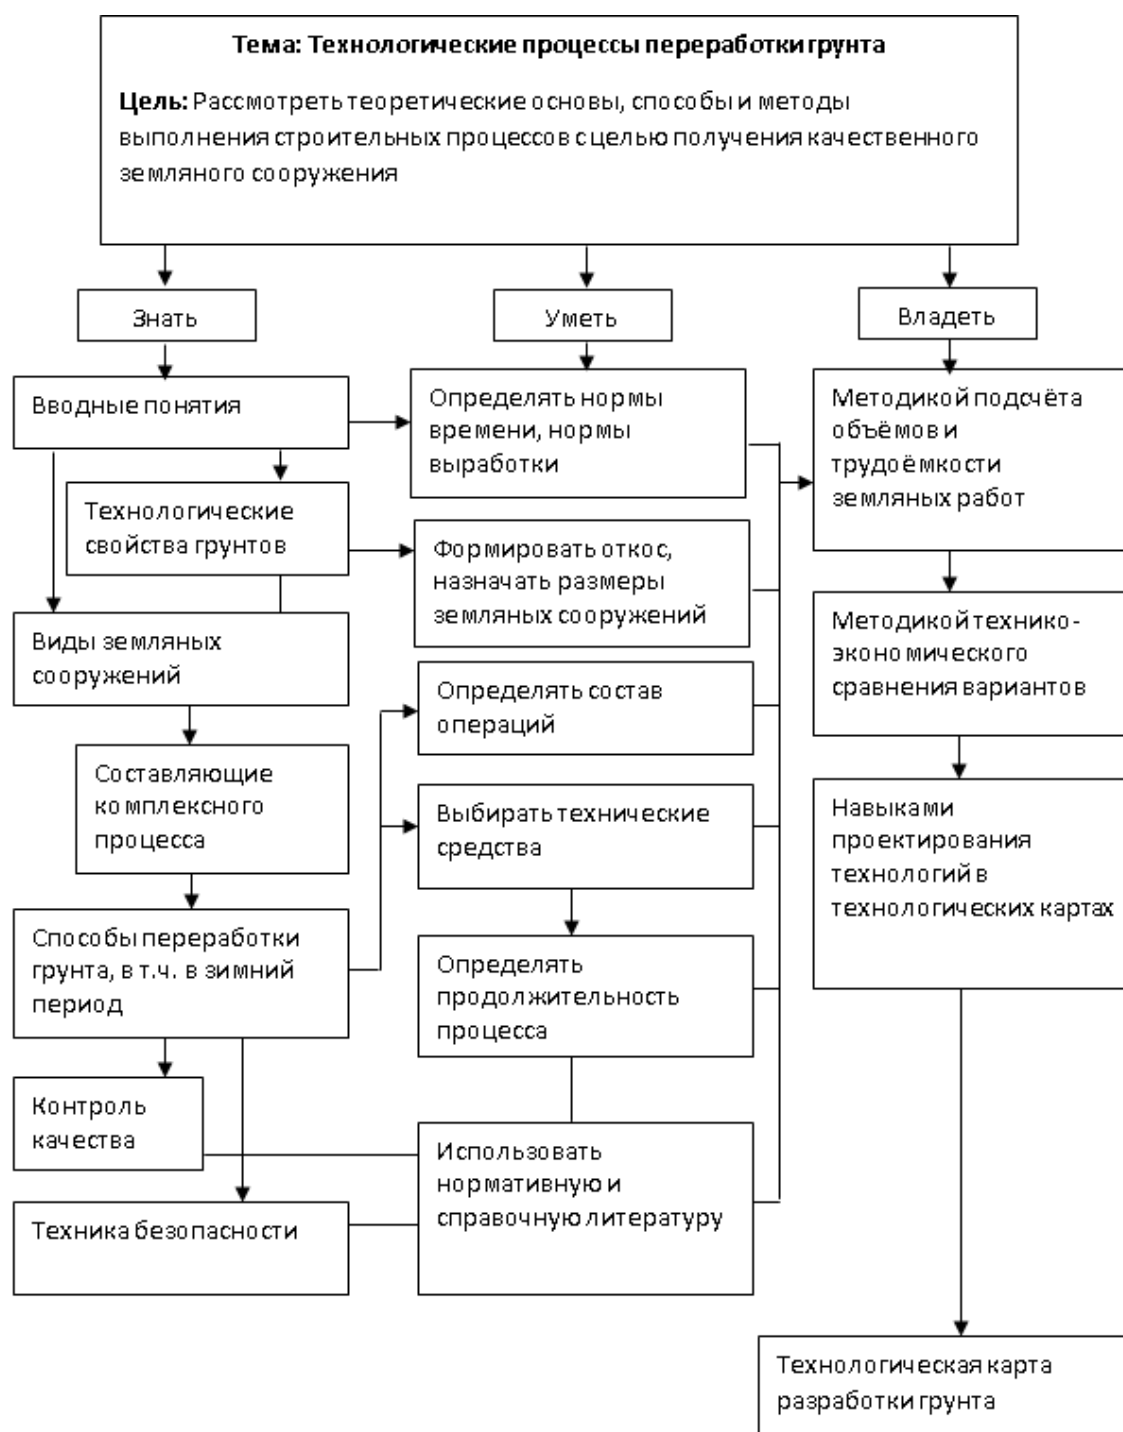 Тема: Технологические процессы переработки грунта
Цель: Рассмотреть теоретические основы, способы и методы
выполнения строительных процессов с целью получения качественного
земляного сооружения
Знать
Уметь
Владеть
Вводные понятия
Технологические
свойства грунтов
Виды земляных
сооружений
Составляющие
комплексного
процесса
Способы переработки
грунта, в т.ч. в зимний
период
Контроль
качества
Техника безопасности
Определять нормы
времени, нормы
выработки
Формировать откос,
назначать размеры
земляных сооружений
Определять состав
операций
Выбирать технические
средства
Определять
продолжительность
процесса
Использовать
нормативную и
справочную литературу
Методикой подсчёта
объёмов и
трудоёмкости
земляных работ
Методикой технико-
экономического
сравнения вариантов
Навыками
проектирования
технологий в
технологических картах
Технологическая карта
разработки грунта